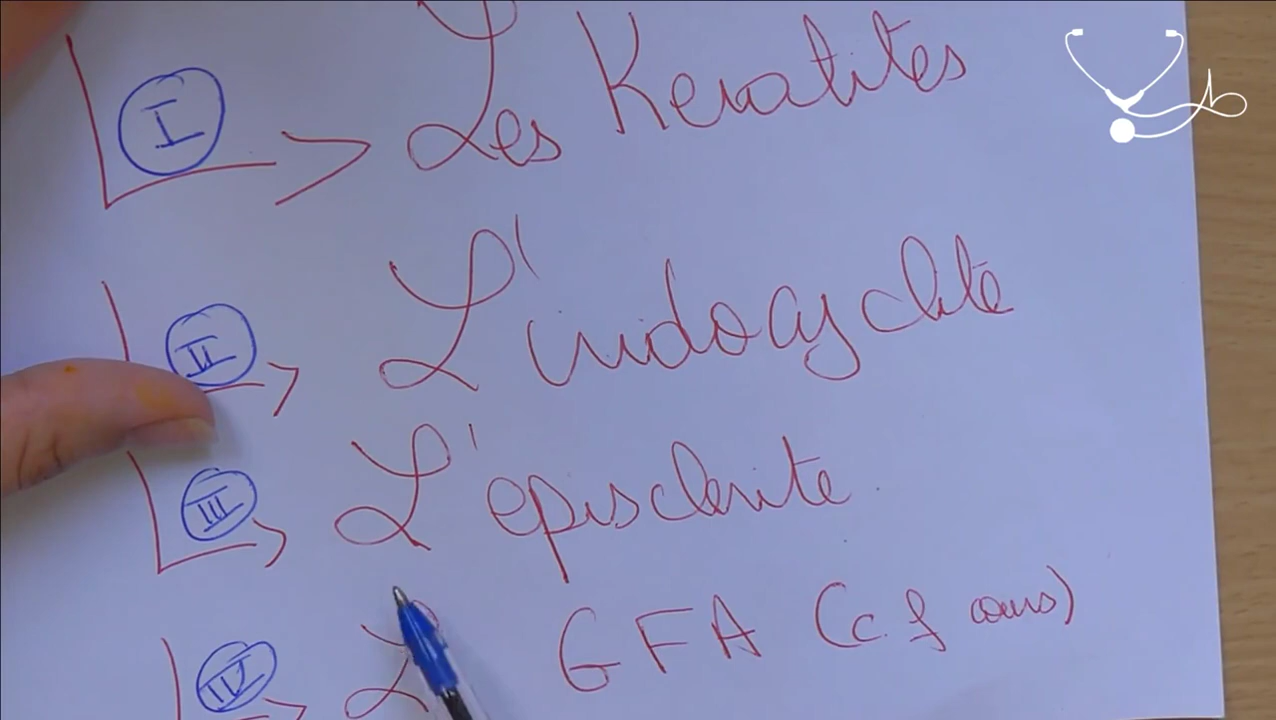 I Les Keratites
II L'iridocyclite
III L'episclerite
IV L GFA (c.f cours)